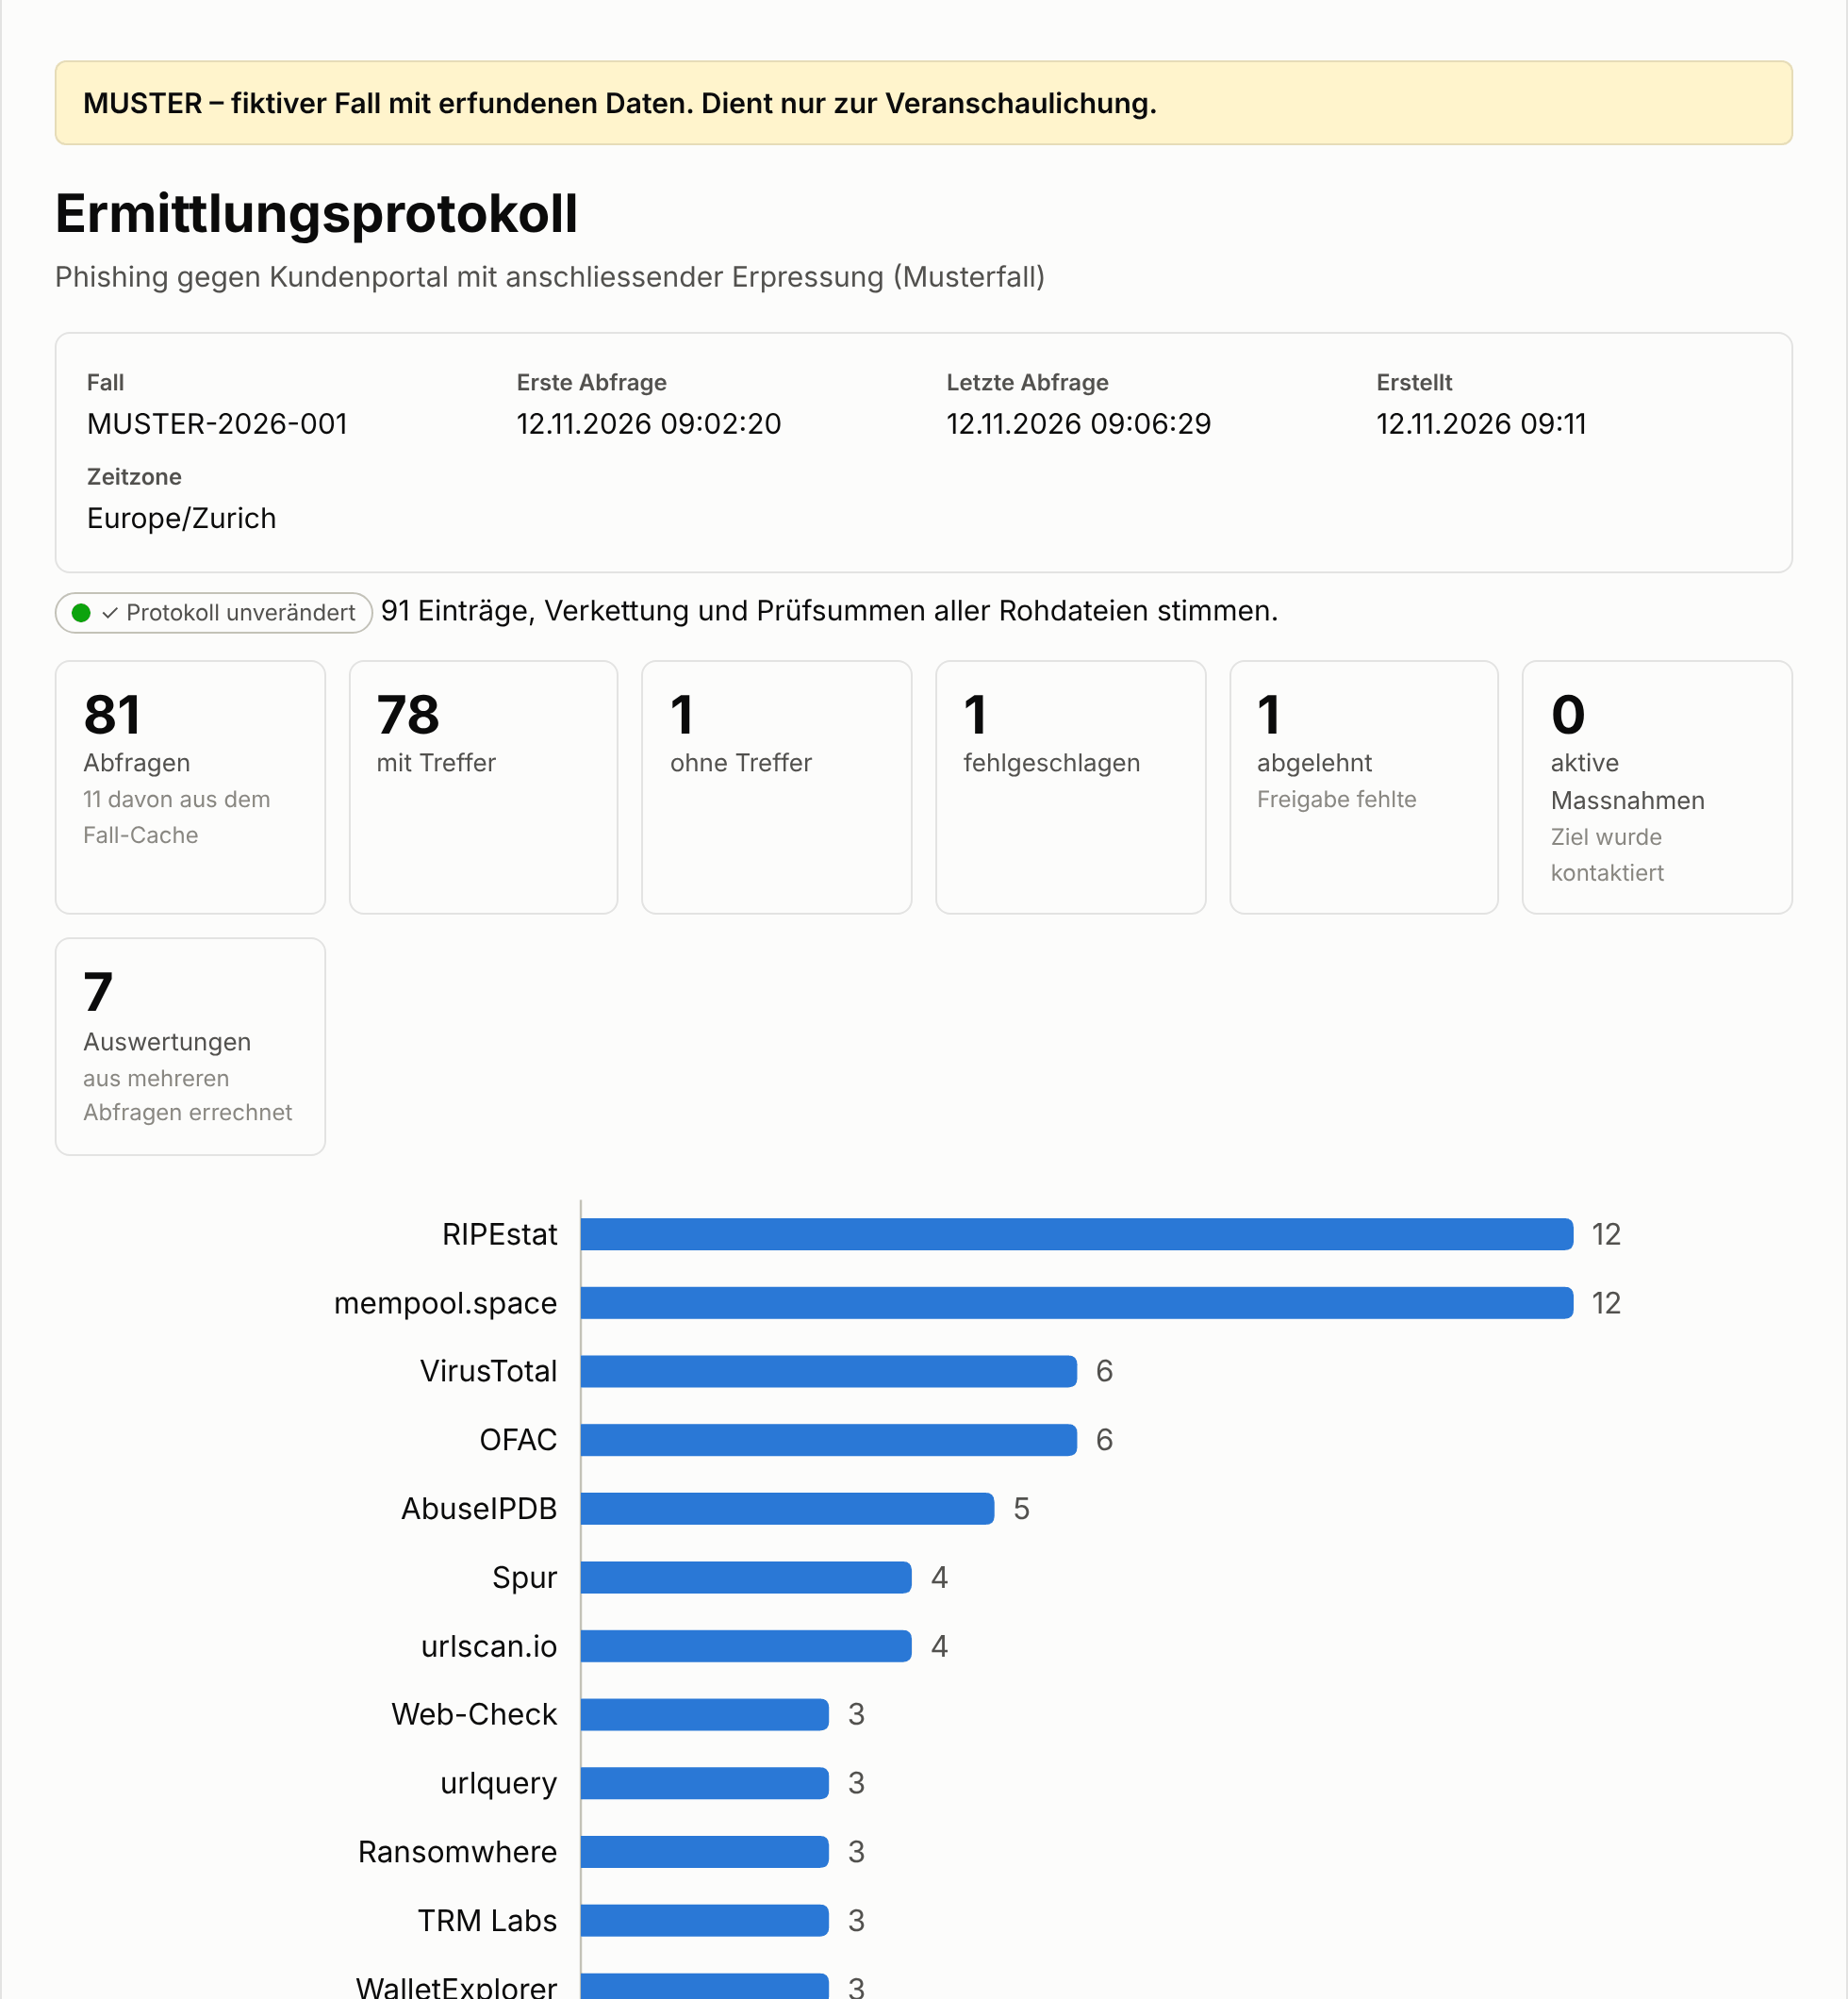 MUSTER – fiktiver Fall mit erfundenen Daten. Dient nur zur Veranschaulichung.
Ermittlungsprotokoll
Phishing gegen Kundenportal mit anschliessender Erpressung (Musterfall)
Fall
MUSTER-2026-001
Erste Abfrage
12.11.2026 09:02:20
Letzte Abfrage
12.11.2026 09:06:29
Erstellt
12.11.2026 09:11
Zeitzone
Europe/Zurich
✓ Protokoll unverändert 91 Einträge, Verkettung und Prüfsummen aller Rohdateien stimmen.
81
Abfragen
11 davon aus dem
Fall-Cache
78
mit Treffer
1
ohne Treffer
1
fehlgeschlagen
1
abgelehnt
Freigabe fehlte
0
aktive
Massnahmen
Ziel wurde
kontaktiert
7
Auswertungen
aus mehreren
Abfragen errechnet
RIPEstat 12
mempool.space 12
VirusTotal 6
OFAC 6
AbuseIPDB 5
Spur 4
urlscan.io 4
Web-Check 3
urlquery 3
Ransomwhere 3
TRM Labs 3
WalletExplorer 3